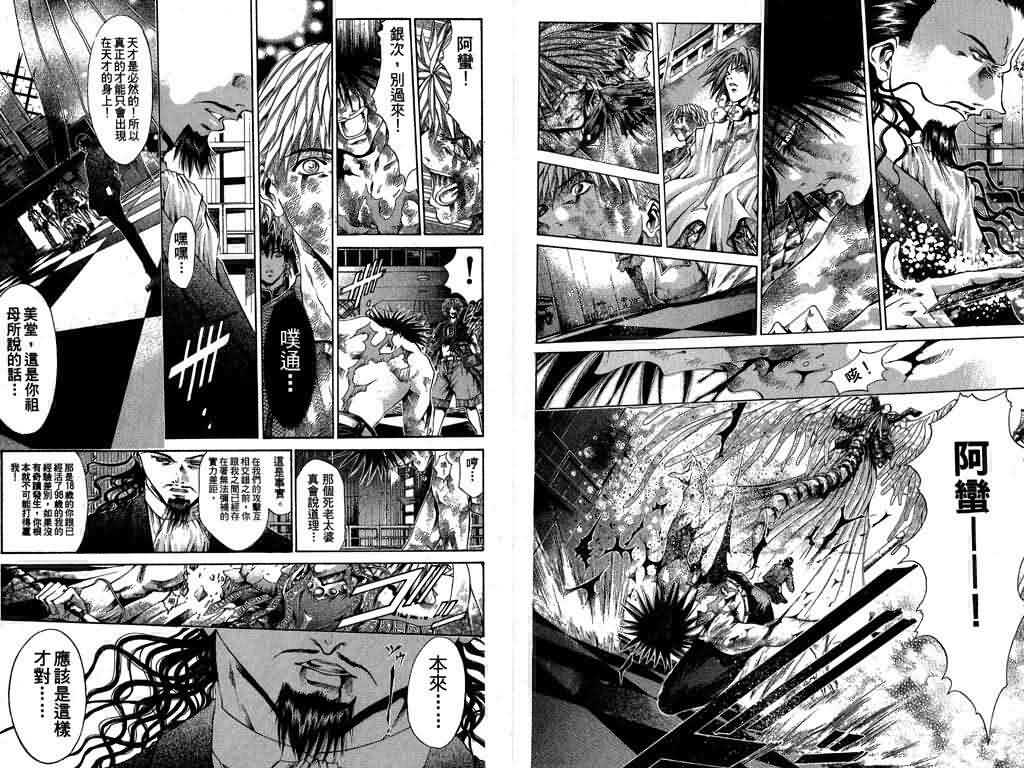 咳！
阿蠻———！
阿蠻！
銀次，別過來！
！
噗通…
嘿嘿…
天才是必然的！所以
真正的才能只會出現
在天才的身上！
美堂，這是你祖
母所說的話…
哼…
那個死老太婆
真會說道理…
這是事實。
在我們的攻擊互
相交雄之前，你
跟我之間已經存
在著無法彌補的
實力差距，
那是18歲的你跟已
經活了98歲的我的
經驗差別，如果沒
有奇蹟發生，你根
本就不可能打得贏
我！
本來……
應該是這樣
才對……